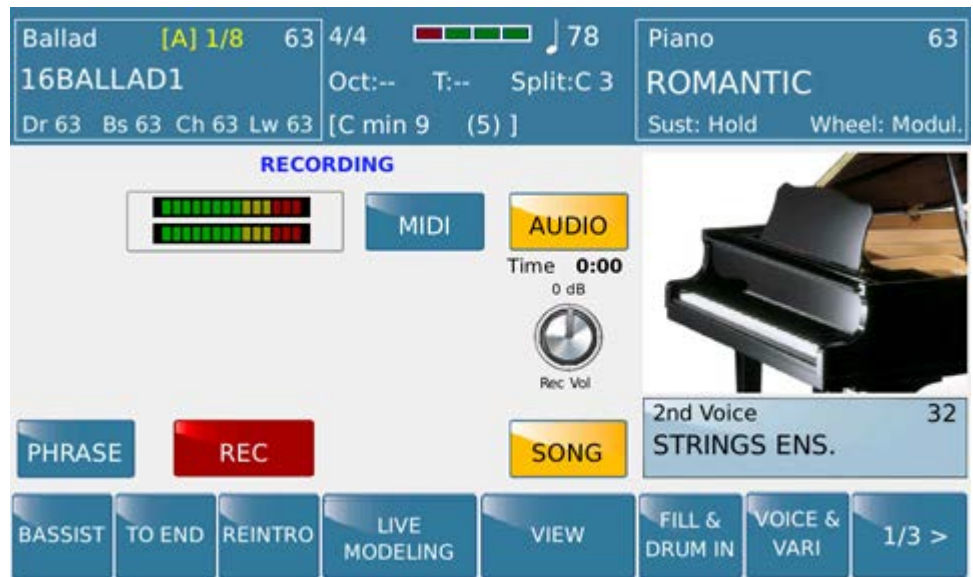 Ballad [A] 1/8 63
16BALLAD1
Dr 63 Bs 63 Ch 63 Lw 63
4/4 78
Oct:-- T:-- Split:C 3
[C min 9 (5) ]
Piano 63
ROMANTIC
Sust: Hold Wheel: Modul.
RECORDING
MIDI
AUDIO
Time 0:00
0 dB
Rec Vol
2nd Voice 32
STRINGS ENS.
PHRASE
REC
SONG
BASSIST
TO END
REINTRO
LIVE
MODELING
VIEW
FILL &
DRUM IN
VOICE &
VARI
1/3 >